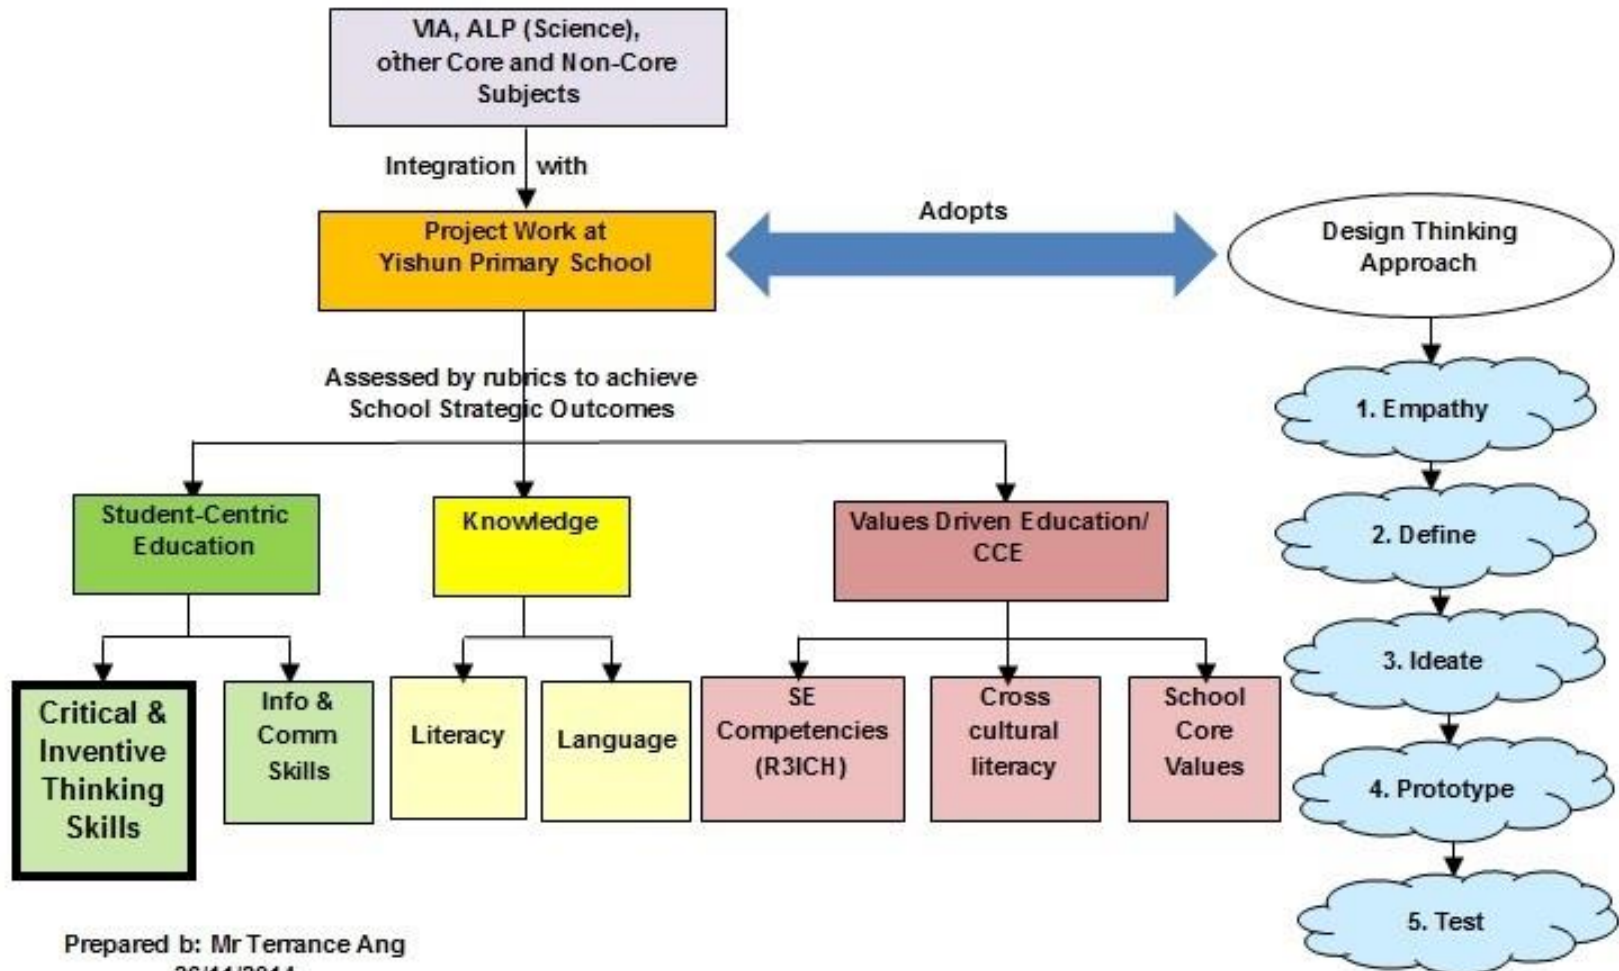 VIA, ALP (Science),
other Core and Non-Core
Subjects
Integration with
Project Work at
Yishun Primary School
Adopts
Design Thinking
Approach
Assessed by rubrics to achieve
School Strategic Outcomes
1. Empathy
2. Define
3. Ideate
4. Prototype
5. Test
Student-Centric
Education
Knowledge
Values Driven Education/
CCE
Critical &
Inventive
Thinking
Skills
Info &
Comm
Skills
Literacy
Language
SE
Competencies
(R3ICH)
Cross
cultural
literacy
School
Core
Values
Prepared b: Mr Terrance Ang